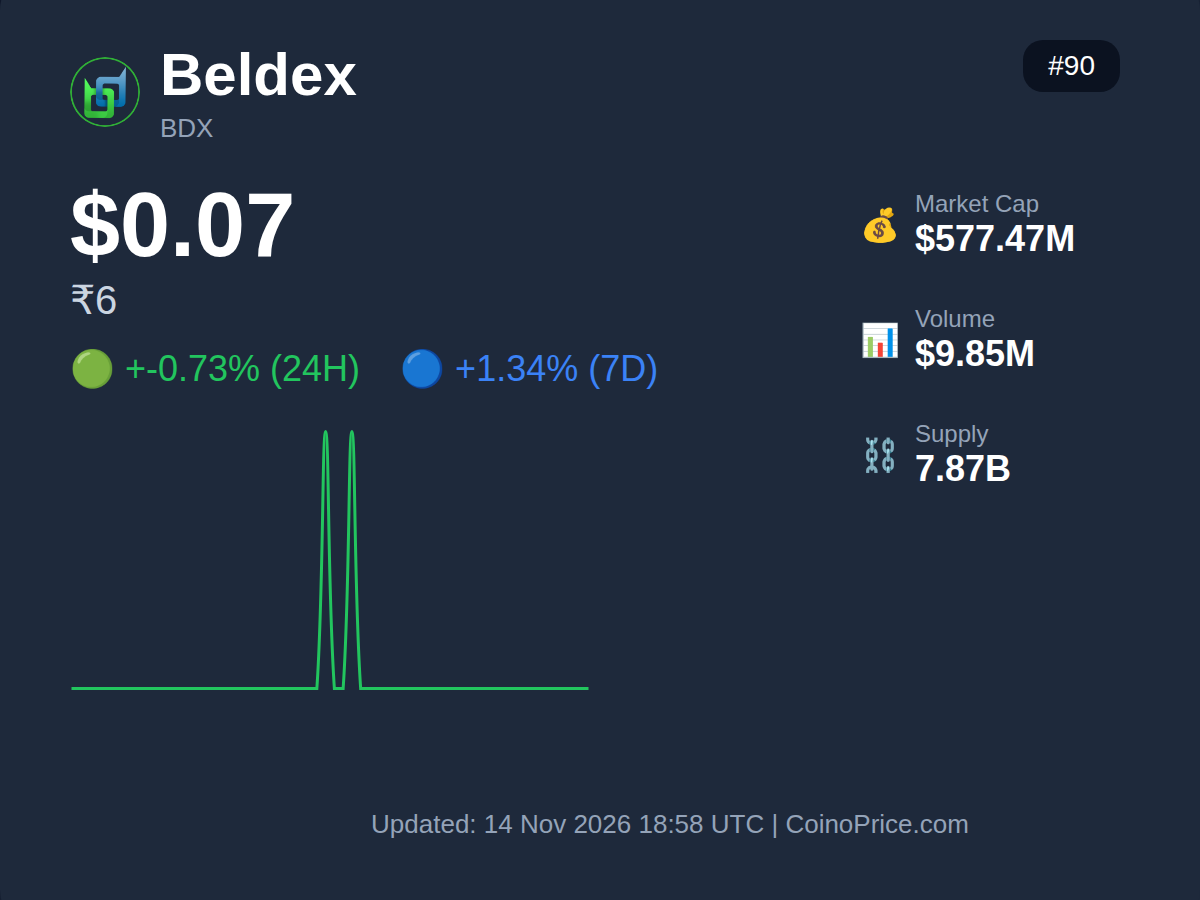 Beldex
BDX
#90
$0.07
₹6
+-0.73% (24H)
+1.34% (7D)
Market Cap
$577.47M
Volume
$9.85M
Supply
7.87B
Updated: 14 Nov 2026 18:58 UTC | CoinoPrice.com